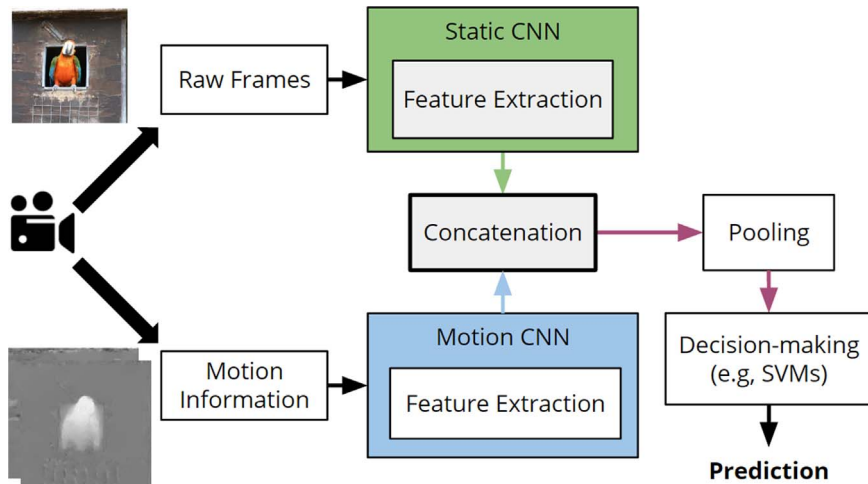 Static CNN
Raw Frames
Feature Extraction
Concatenation
Pooling
Motion CNN
Motion
Information
Feature Extraction
Decision-making
(e.g, SVMs)
Prediction